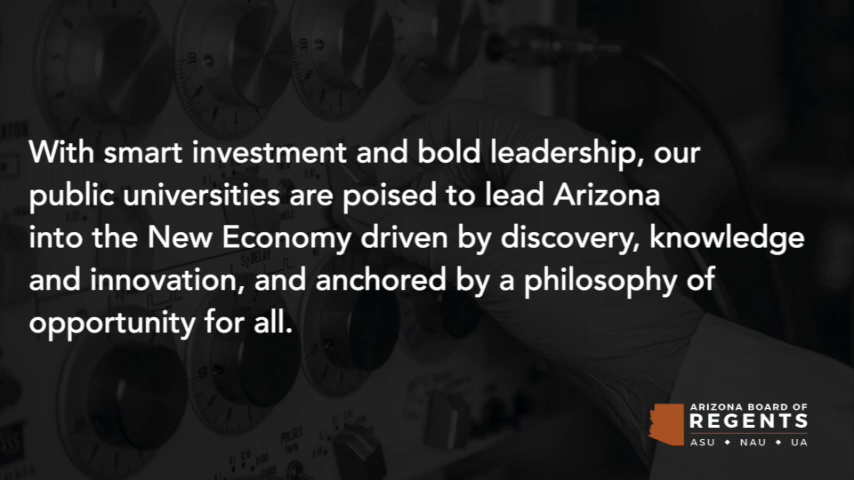 With smart investment and bold leadership, our
public universities are poised to lead Arizona
into the New Economy driven by discovery, knowledge
and innovation, and anchored by a philosophy of
opportunity for all.
ARIZONA BOARD OF
REGENTS
ASU ◆ NAU ◆ UA